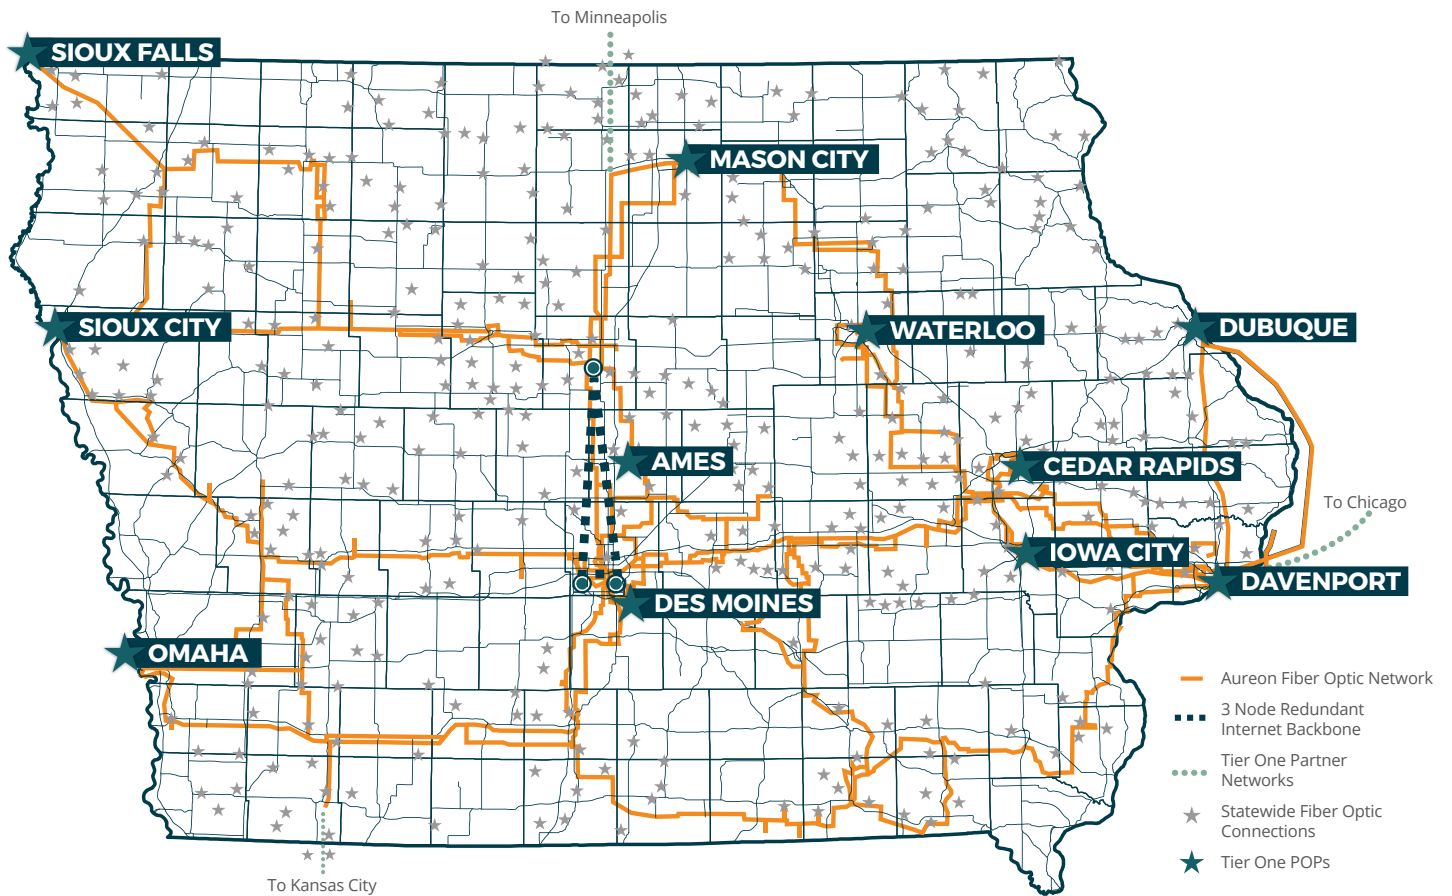 To Minneapolis
SIOUX FALLS
MASON CITY
SIOUX CITY
WATERLOO
DUBUQUE
AMES
CEDAR RAPIDS
To Chicago
IOWA CITY
DAVENPORT
DES MOINES
OMAHA
Aureon Fiber Optic Network
3 Node Redundant
Internet Backbone
Tier One Partner
Networks
Statewide Fiber Optic
Connections
Tier One POPs
To Kansas City